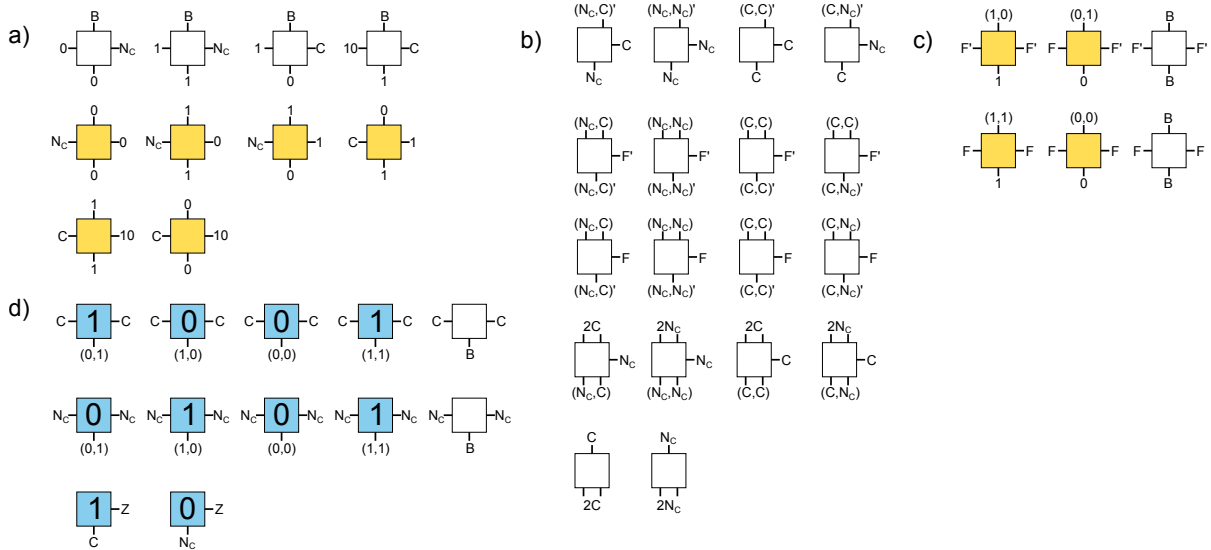 a)
B B B B
0 N_C 1 N_C 1 C 10 C
0 1 0 1
0 1 1 0
N_C 0 N_C 0 N_C 1 C 1
0 1 0 1
1 0
C 10 C 10
1 0
b)
(N_C,C)' (N_C,N_C)' (C,C)' (C,N_C)'
C N_C C N_C
N_C N_C C C
(N_C,C) (N_C,N_C) (C,C) (C,C)
F' F' F' F'
(N_C,C)' (N_C,N_C)' (C,C)' (C,N_C)'
(N_C,C) (N_C,N_C) (C,C) (C,N_C)
F F F F
(N_C,C)' (N_C,N_C)' (C,C)' (C,N_C)'
2C 2N_C 2C 2N_C
N_C N_C C C
(N_C,C) (N_C,N_C) (C,C) (C,N_C)
C N_C
2C 2N_C
c)
(1,0) (0,1) B
F' F' F F' F' F'
1 0 B
(1,1) (0,0) B
F F F F F F
1 0 B
d)
C 1 C C 0 C C 0 C C 1 C C C
(0,1) (1,0) (0,0) (1,1) B
N_C 0 N_C N_C 1 N_C N_C 0 N_C N_C 1 N_C N_C N_C
(0,1) (1,0) (0,0) (1,1) B
1 Z 0 Z
C N_C